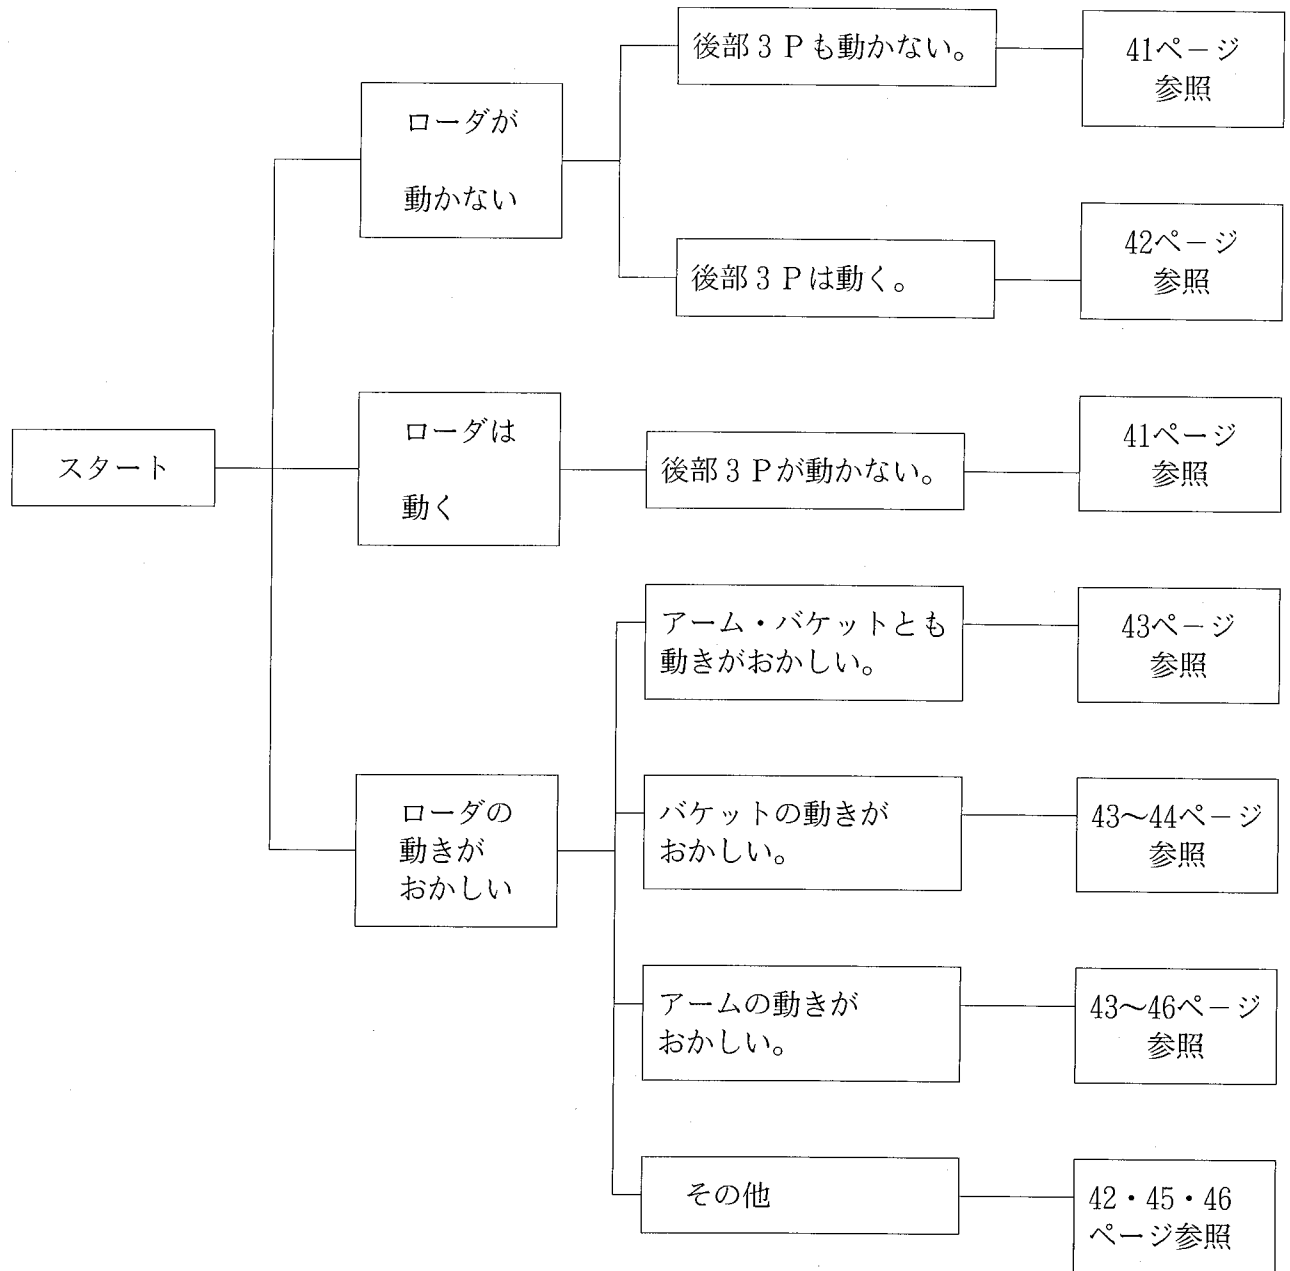 スタート
ローダが
動かない
後部3Pも動かない。
41ページ
参照
後部3Pは動く。
42ページ
参照
ローダは
動く
後部3Pが動かない。
41ページ
参照
ローダの
動きが
おかしい
アーム・バケットとも
動きがおかしい。
43ページ
参照
バケットの動きが
おかしい。
43〜44ページ
参照
アームの動きが
おかしい。
43〜46ページ
参照
その他
42・45・46
ページ参照